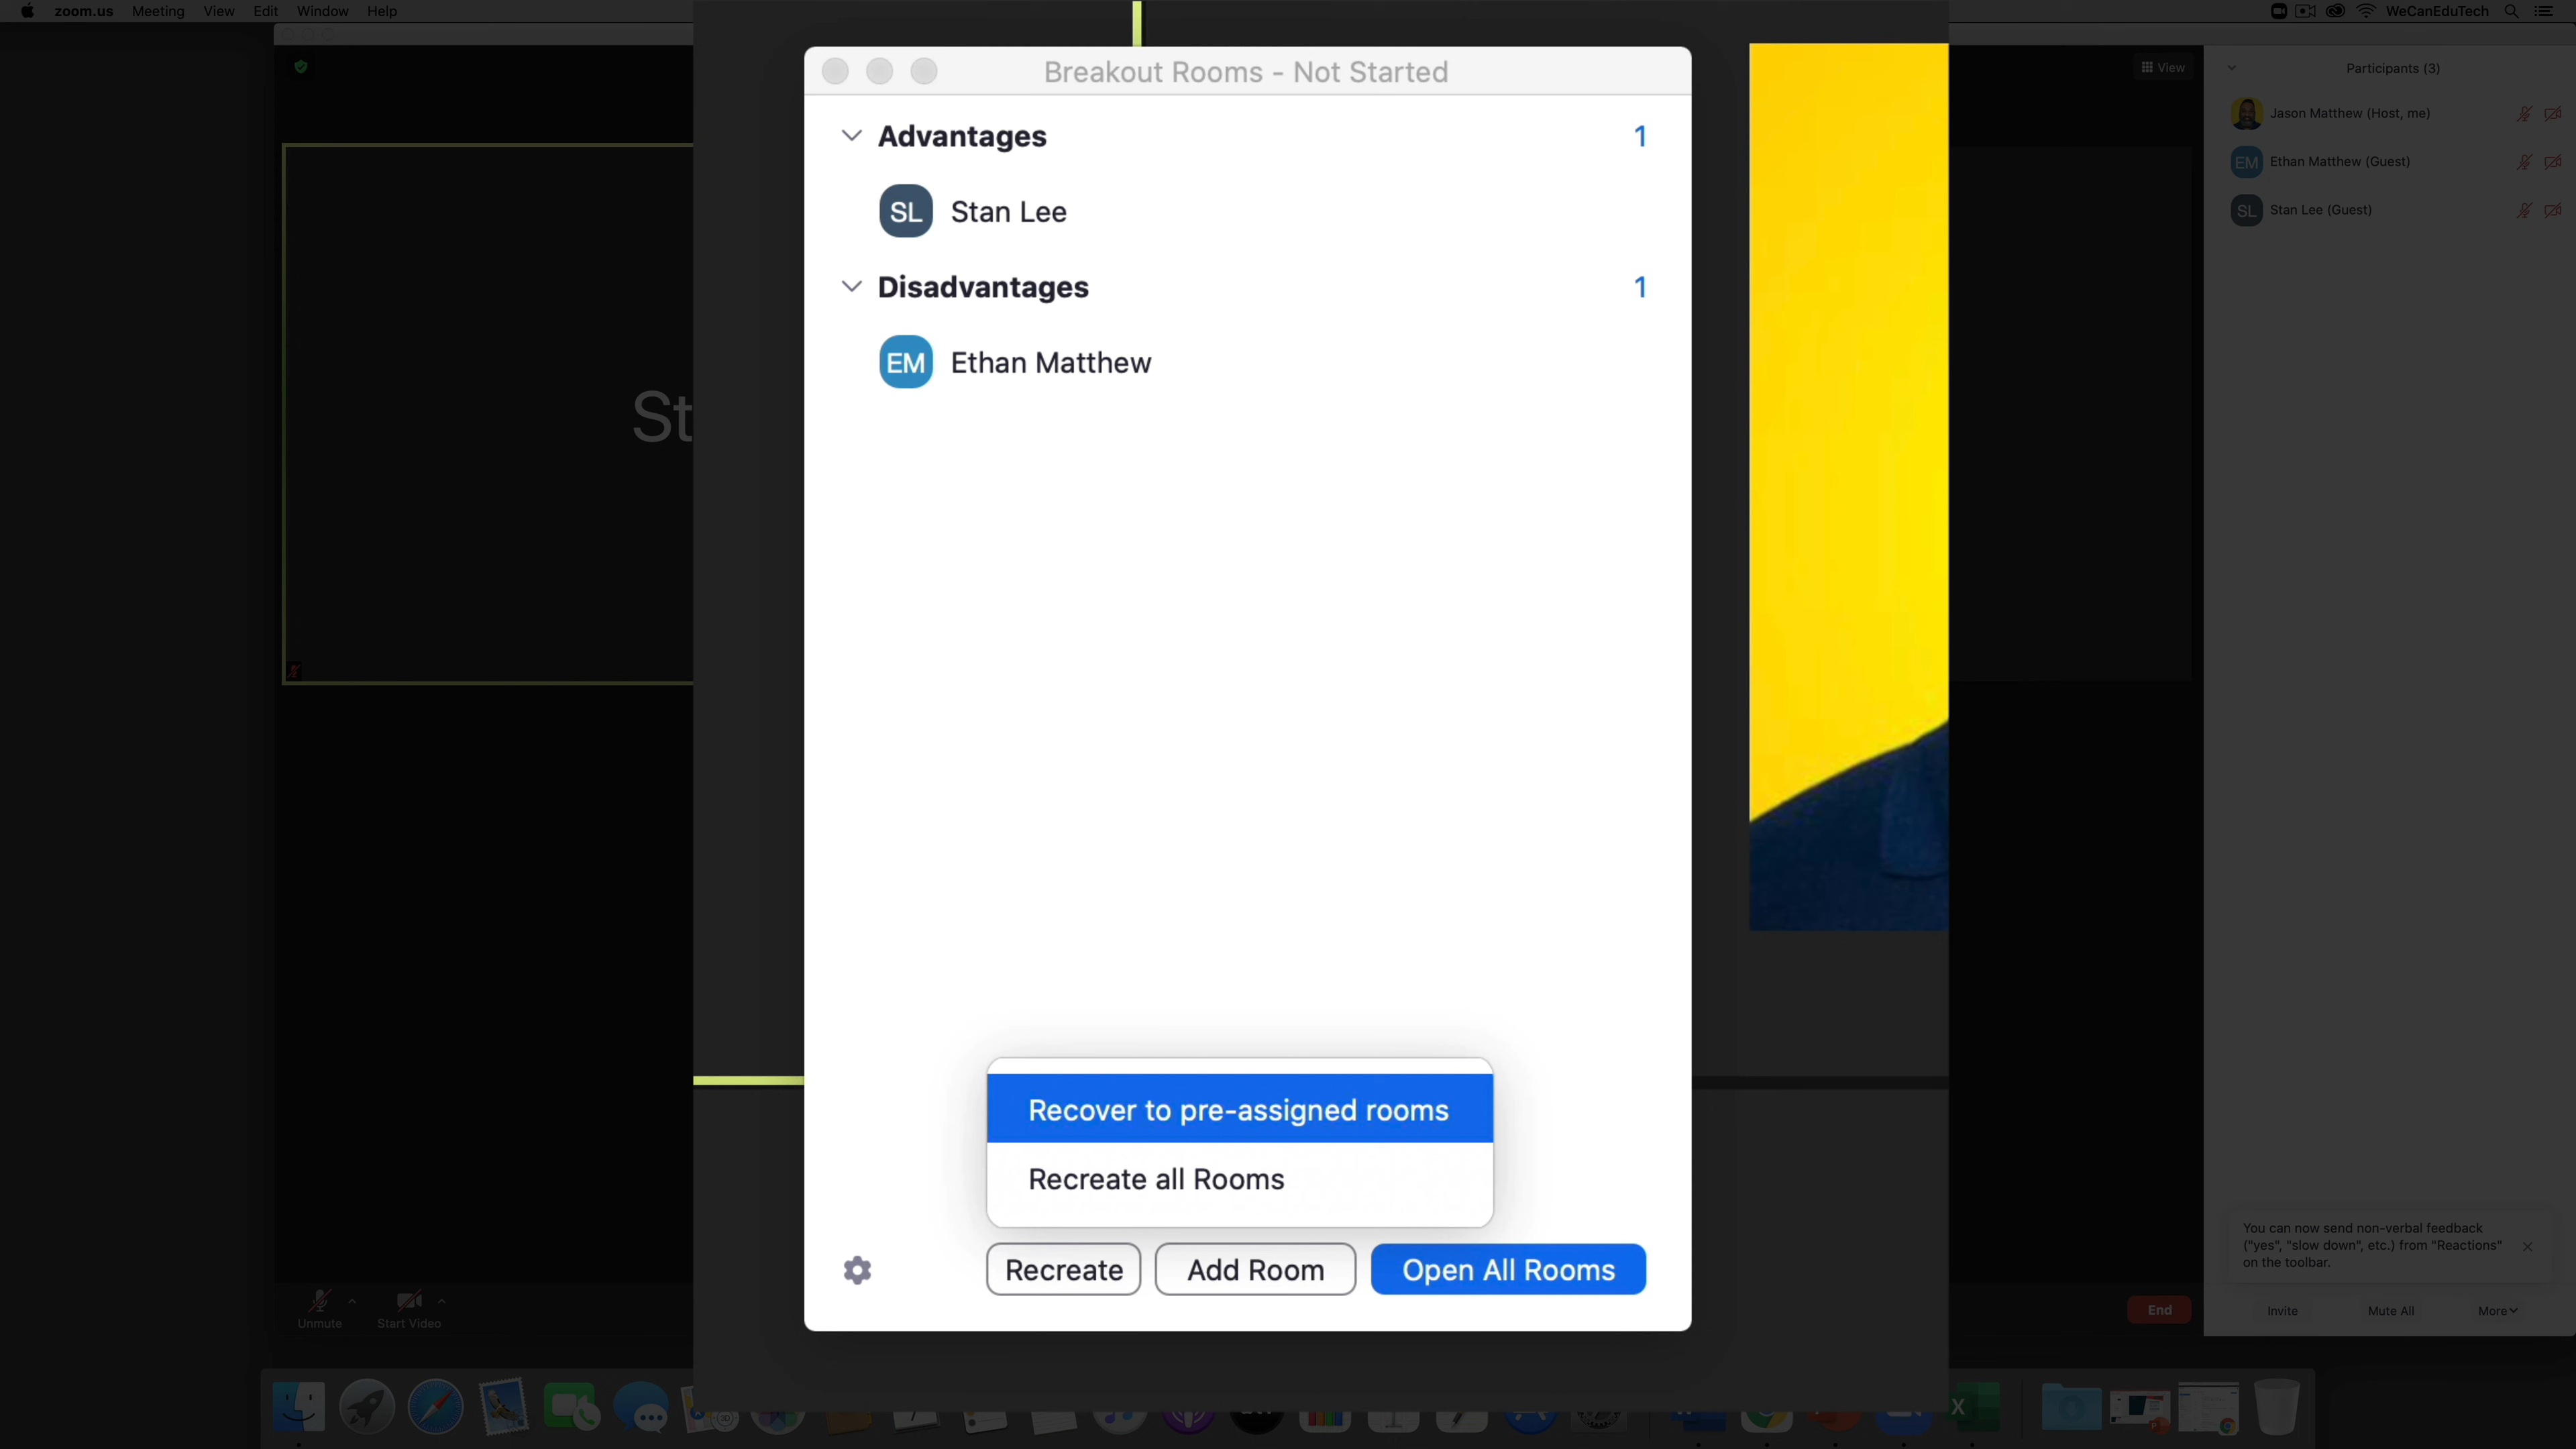 zoom.us Meeting View Edit Window Help
WeCanEduTech
Breakout Rooms - Not Started
Advantages 1
SL Stan Lee
Disadvantages 1
EM Ethan Matthew
Recover to pre-assigned rooms
Recreate all Rooms
Recreate Add Room Open All Rooms
St
Unmute Start Video
View
End
Participants (3)
Jason Matthew (Host, me)
EM Ethan Matthew (Guest)
SL Stan Lee (Guest)
You can now send non-verbal feedback
("yes", "slow down", etc.) from "Reactions"
on the toolbar.
Invite Mute All More